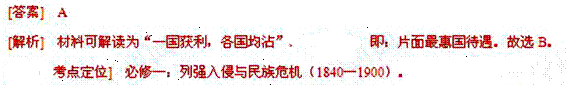 [答案] A
[解析] 材料可解读为“一国获利，各国均沾”. 即：片面最惠国待遇。故选 B。
考点定位] 必修一：列强入侵与民族危机（1840—1900）.